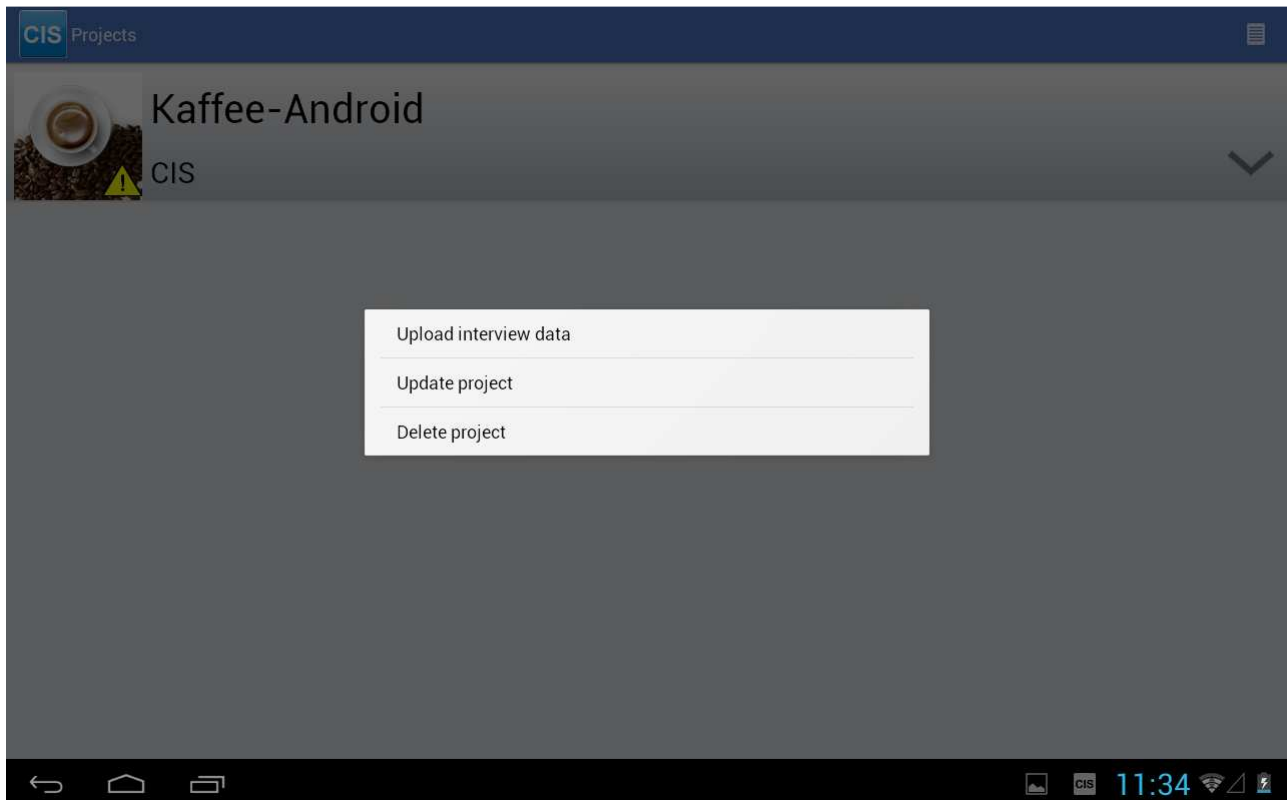 CIS Projects
Kaffee-Android
CIS
Upload interview data
Update project
Delete project
CIS 11:34